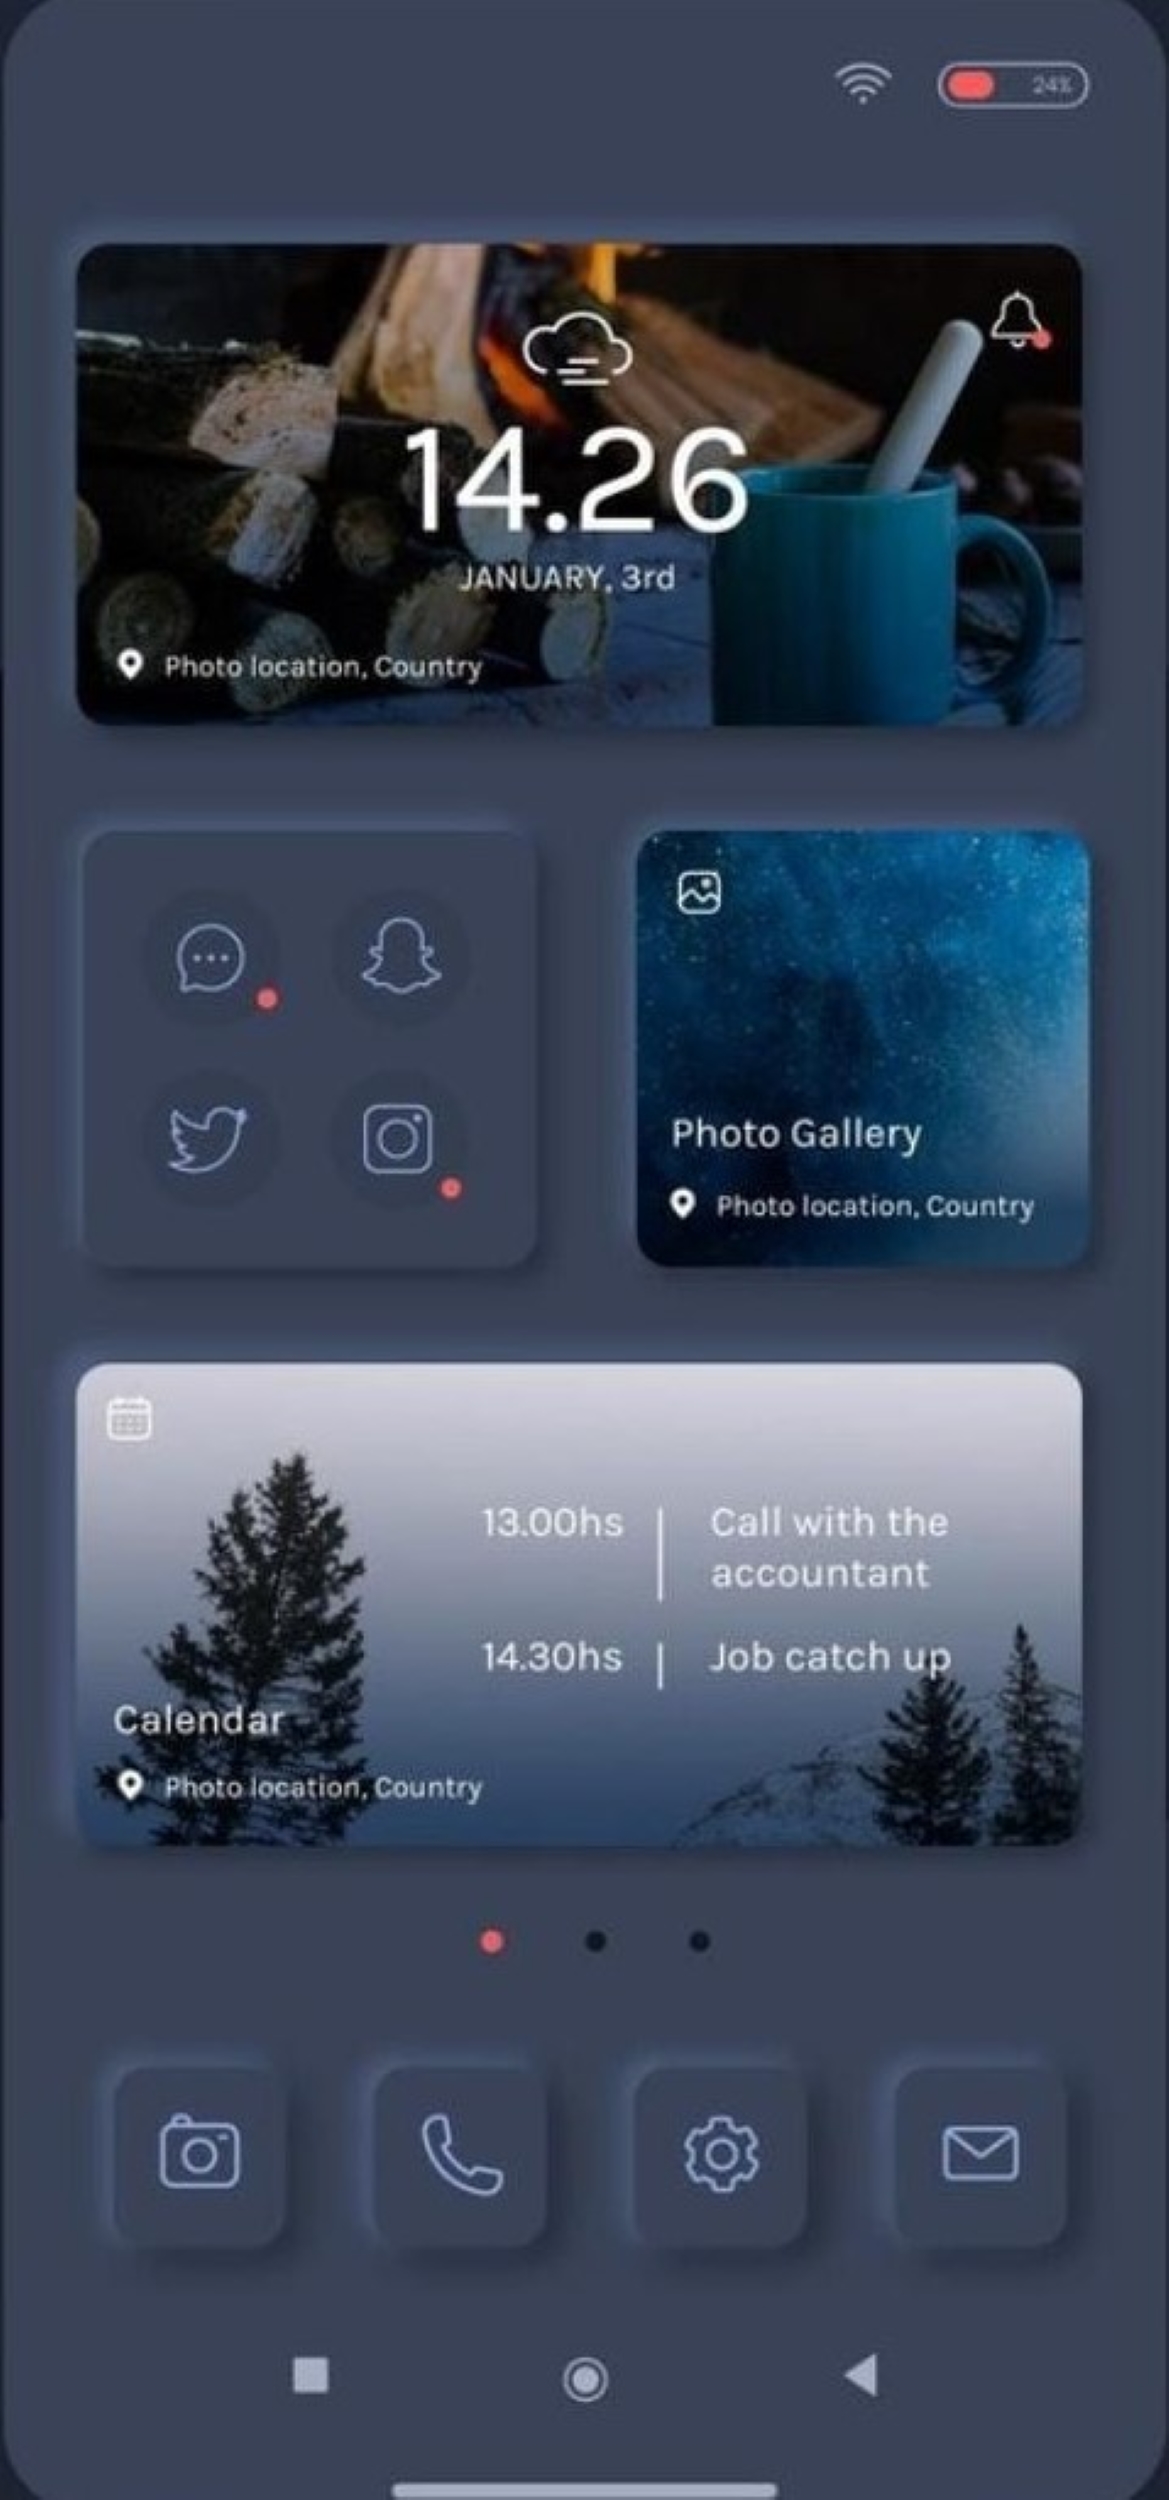 24%
14.26
JANUARY, 3rd
Photo location, Country
Photo Gallery
Photo location, Country
13.00hs
Call with the
accountant
14.30hs
Job catch up
Calendar
Photo location, Country